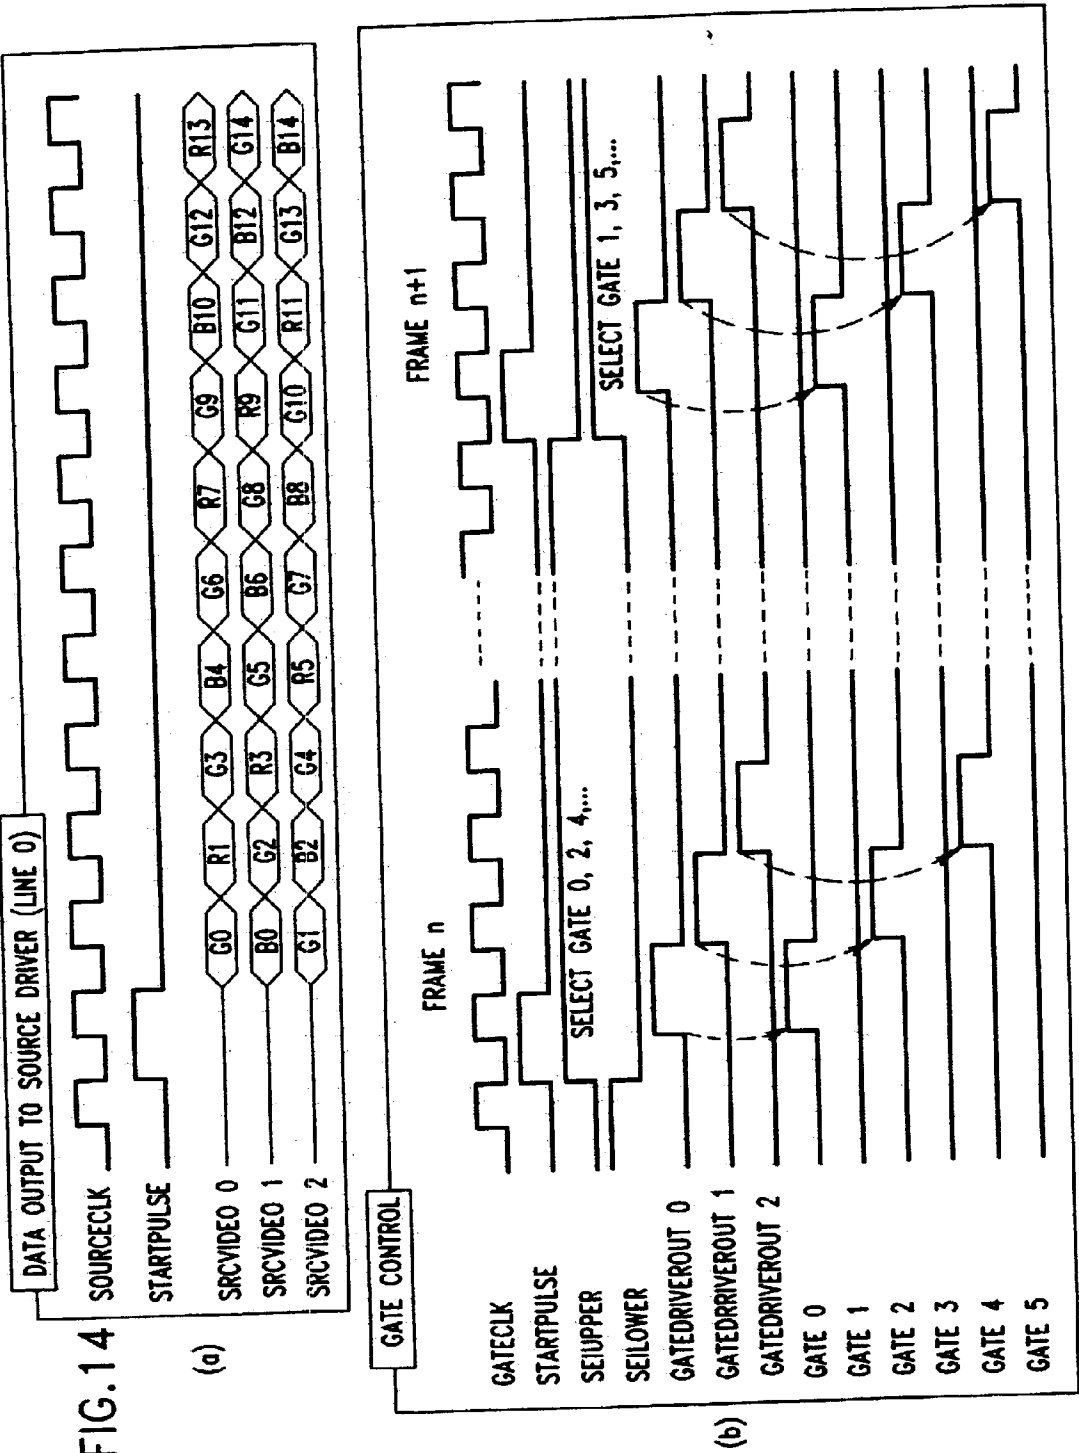 FIG.14
DATA OUTPUT TO SOURCE DRIVER (LINE 0)
(a)
SOURCECLK
STARTPULSE
SRCVIDEO 0 G0 R1 G3 B4 G6 R7 G9 B10 G12 R13
SRCVIDEO 1 B0 G2 R3 G5 B6 G8 R9 G11 B12 G14
SRCVIDEO 2 G1 B2 G4 R5 G7 B8 G10 R11 G13 B14
GATE CONTROL
(b)
FRAME n FRAME n+1
GATECLK
STARTPULSE
SEIUPPER
SELECT GATE 0, 2, 4,...
SEILOWER
SELECT GATE 1, 3, 5,...
GATEDRIVEROUT 0
GATEDRRIVEROUT 1
GATEDRIVEROUT 2
GATE 0
GATE 1
GATE 2
GATE 3
GATE 4
GATE 5